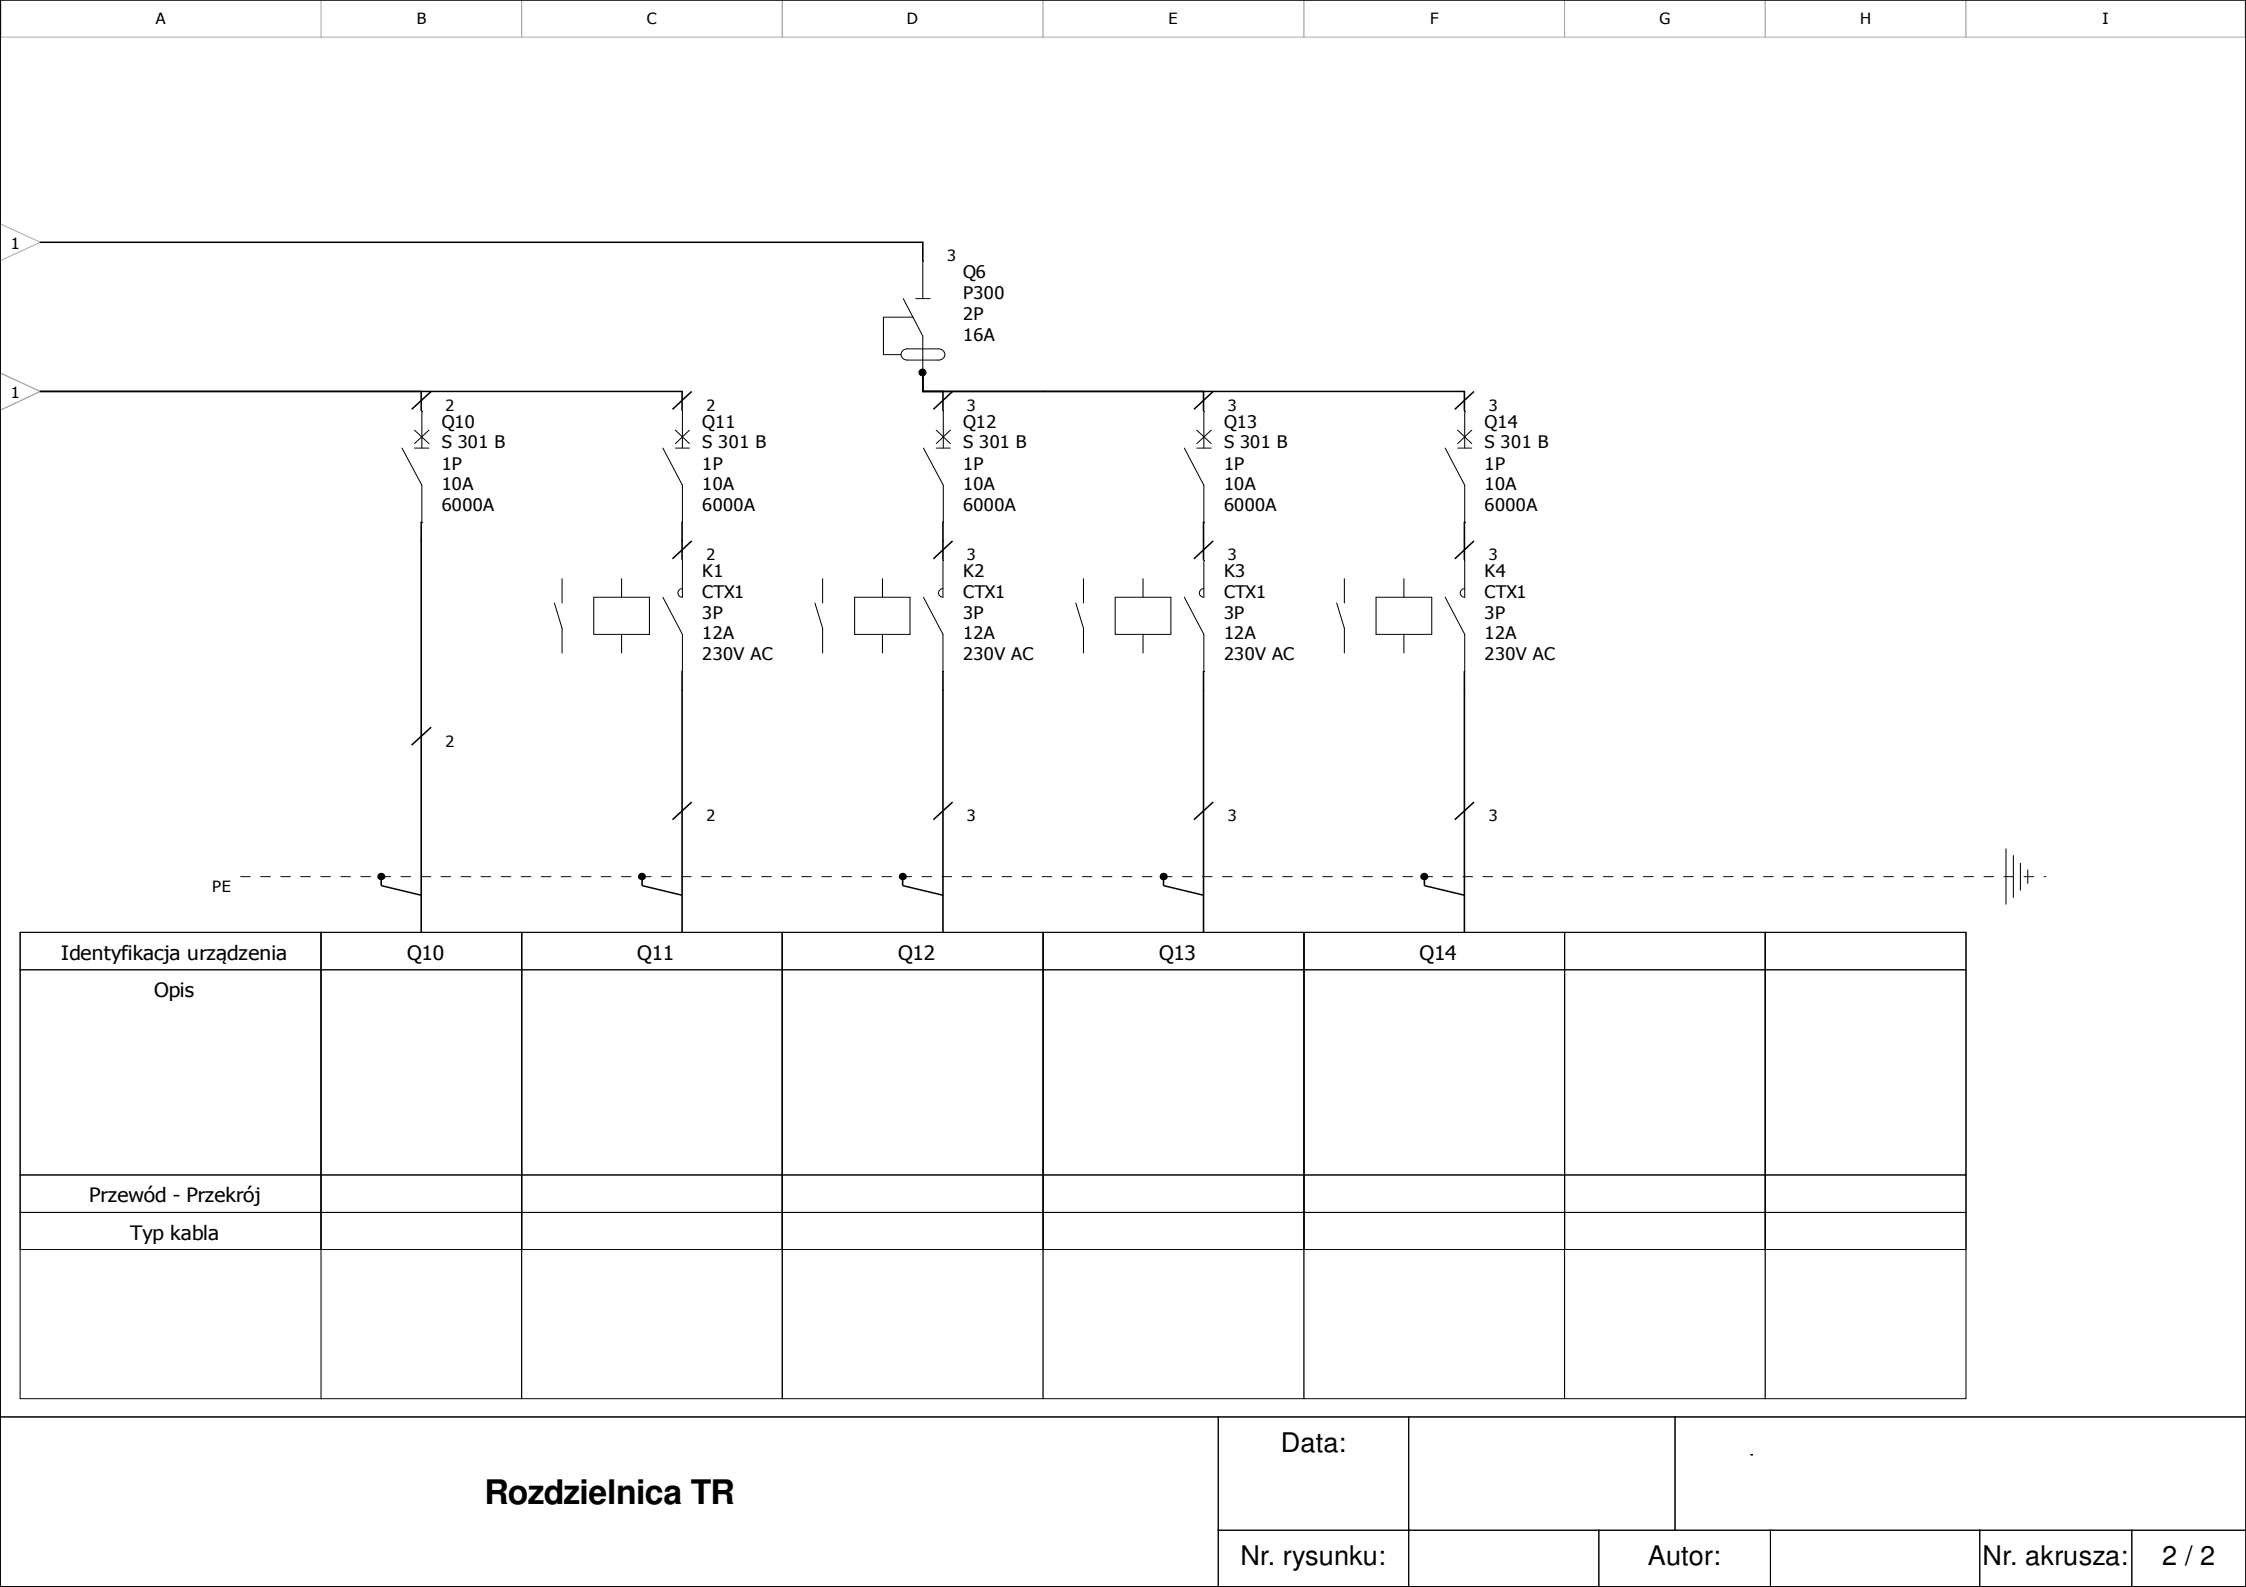 A B C D E F G H I
1
3
Q6
P300
2P
16A
1
2 2 3 3 3
Q10 Q11 Q12 Q13 Q14
S 301 B S 301 B S 301 B S 301 B S 301 B
1P 1P 1P 1P 1P
10A 10A 10A 10A 10A
6000A 6000A 6000A 6000A 6000A
2 3 3 3
K1 K2 K3 K4
CTX1 CTX1 CTX1 CTX1
3P 3P 3P 3P
12A 12A 12A 12A
230V AC 230V AC 230V AC 230V AC
2
2 3 3 3
PE
Identyfikacja urządzenia Q10 Q11 Q12 Q13 Q14
Opis
Przewód - Przekrój
Typ kabla
Data: -
Rozdzielnica TR
Nr. rysunku: Autor: Nr. akrusza: 2 / 2